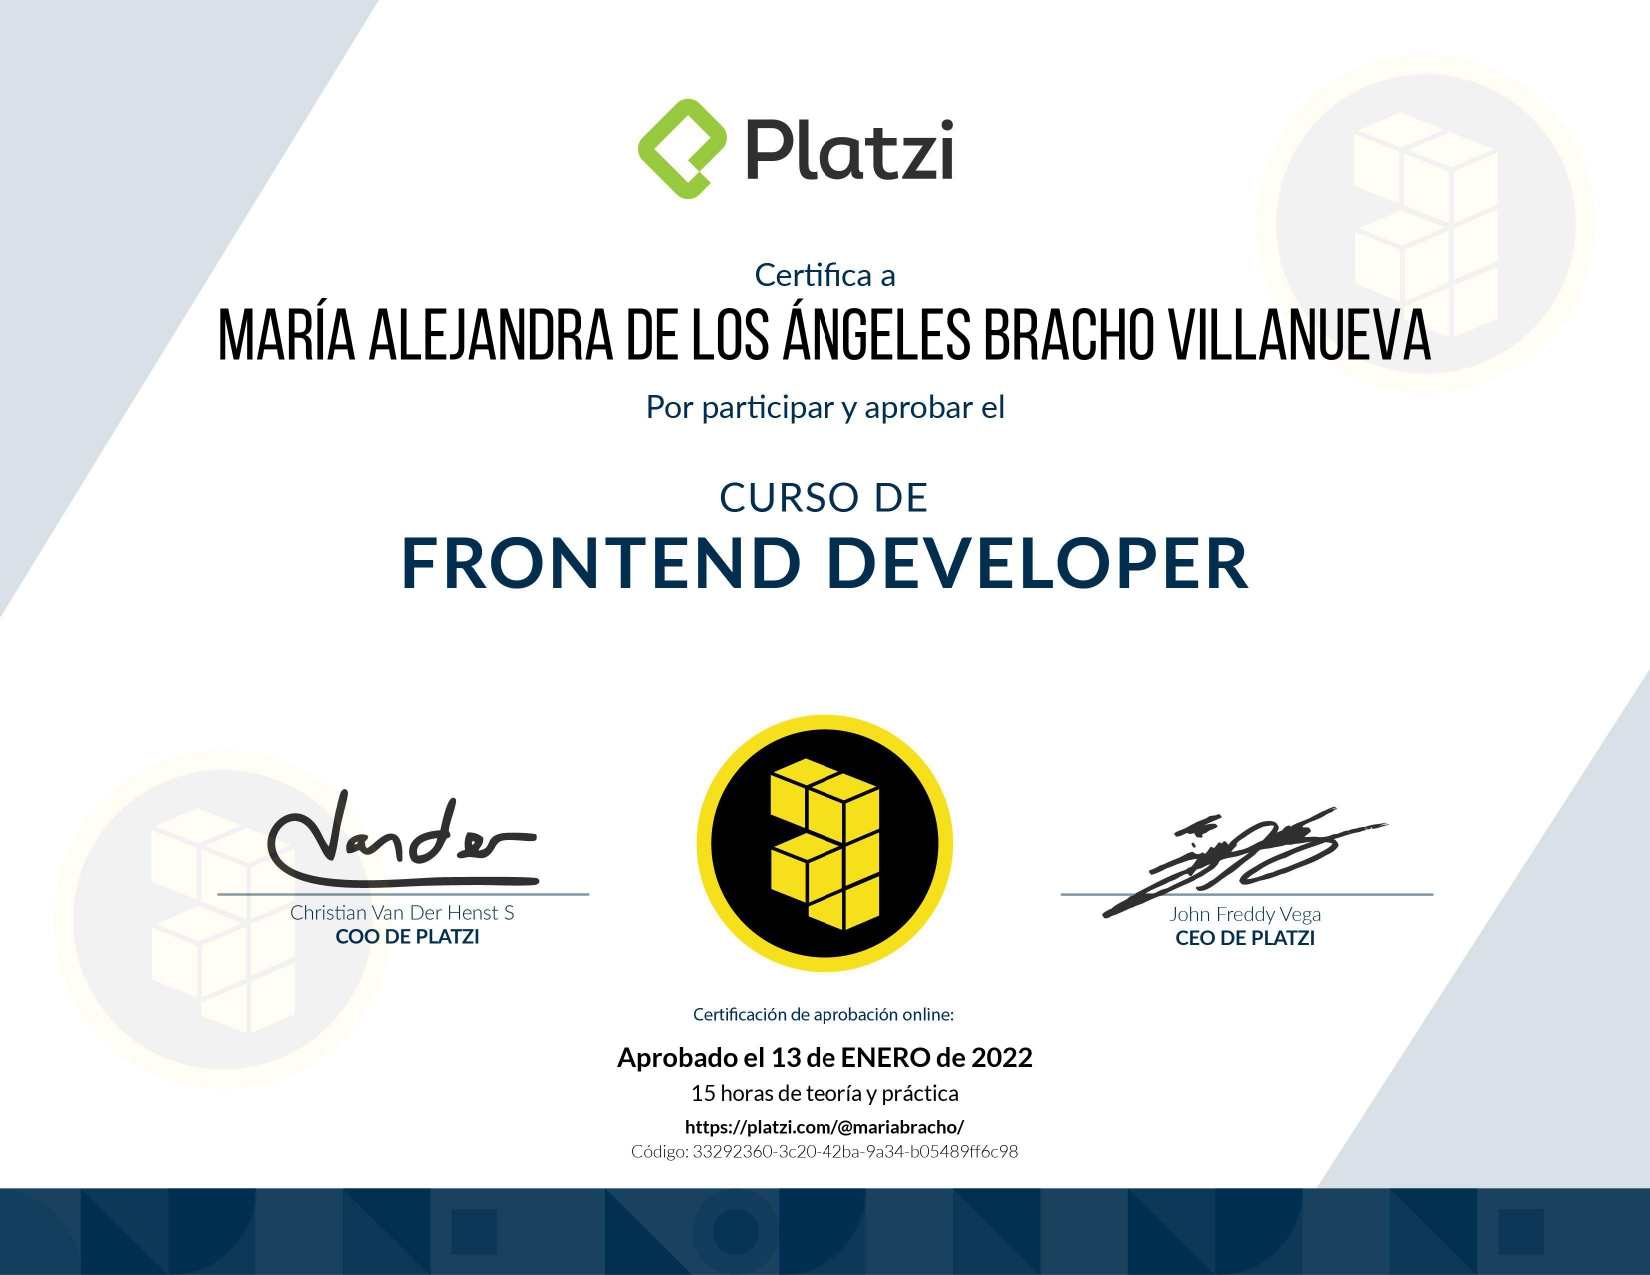 Platzi
Certifica a
MARÍA ALEJANDRA DE LOS ÁNGELES BRACHO VILLANUEVA
Por participar y aprobar el
CURSO DE
FRONTEND DEVELOPER
Vander
Christian Van Der Henst S
COO DE PLATZI
John Freddy Vega
CEO DE PLATZI
Certificación de aprobación online:
Aprobado el 13 de ENERO de 2022
15 horas de teoría y práctica
https://platzi.com/@mariabracho/
Código: 33292360-3c20-42ba-9a34-b05489ff6c98